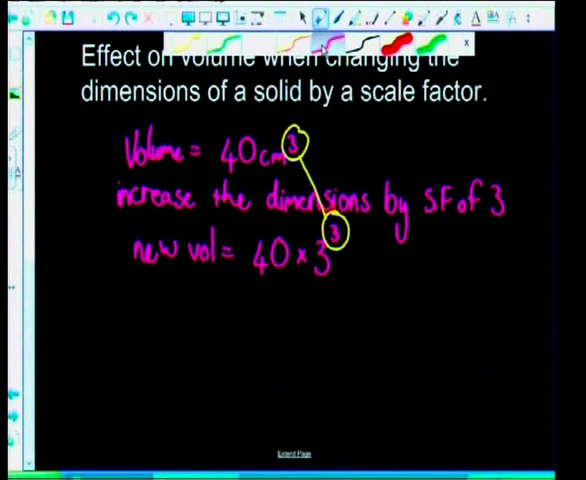 Effect on volume when changing the
dimensions of a solid by a scale factor.
Volume = 40cm³
increase the dimensions by S.F of 3
new vol = 40 × 3³
Extend Page